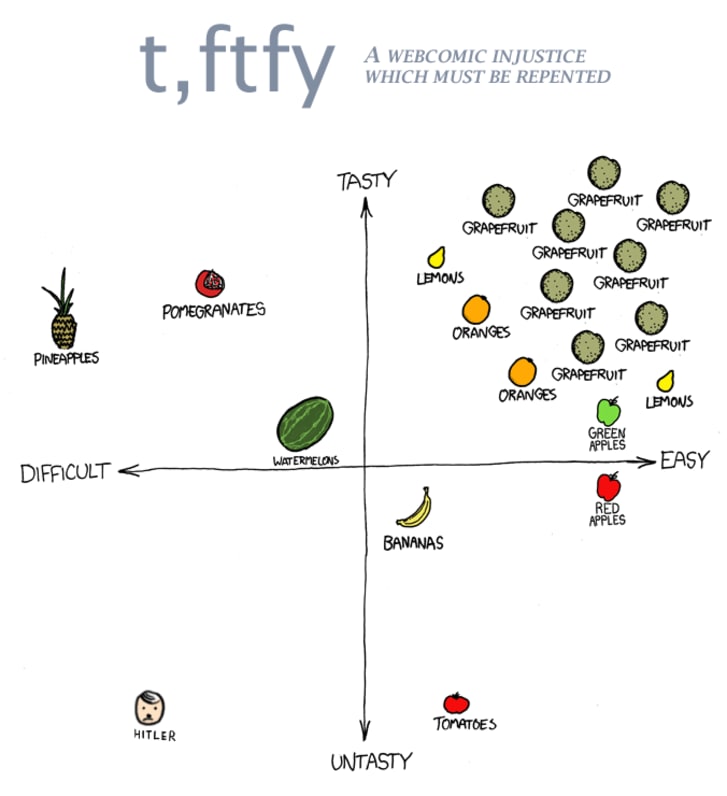 t,ftfy
A WEBCOMIC INJUSTICE
WHICH MUST BE REPENTED
TASTY
GRAPEFRUIT
GRAPEFRUIT
GRAPEFRUIT
GRAPEFRUIT
LEMONS
GRAPEFRUIT
POMEGRANATES
GRAPEFRUIT
ORANGES
GRAPEFRUIT
PINEAPPLES
GRAPEFRUIT
ORANGES
LEMONS
GREEN
APPLES
WATERMELONS
DIFFICULT
EASY
RED
APPLES
BANANAS
TOMATOES
HITLER
UNTASTY